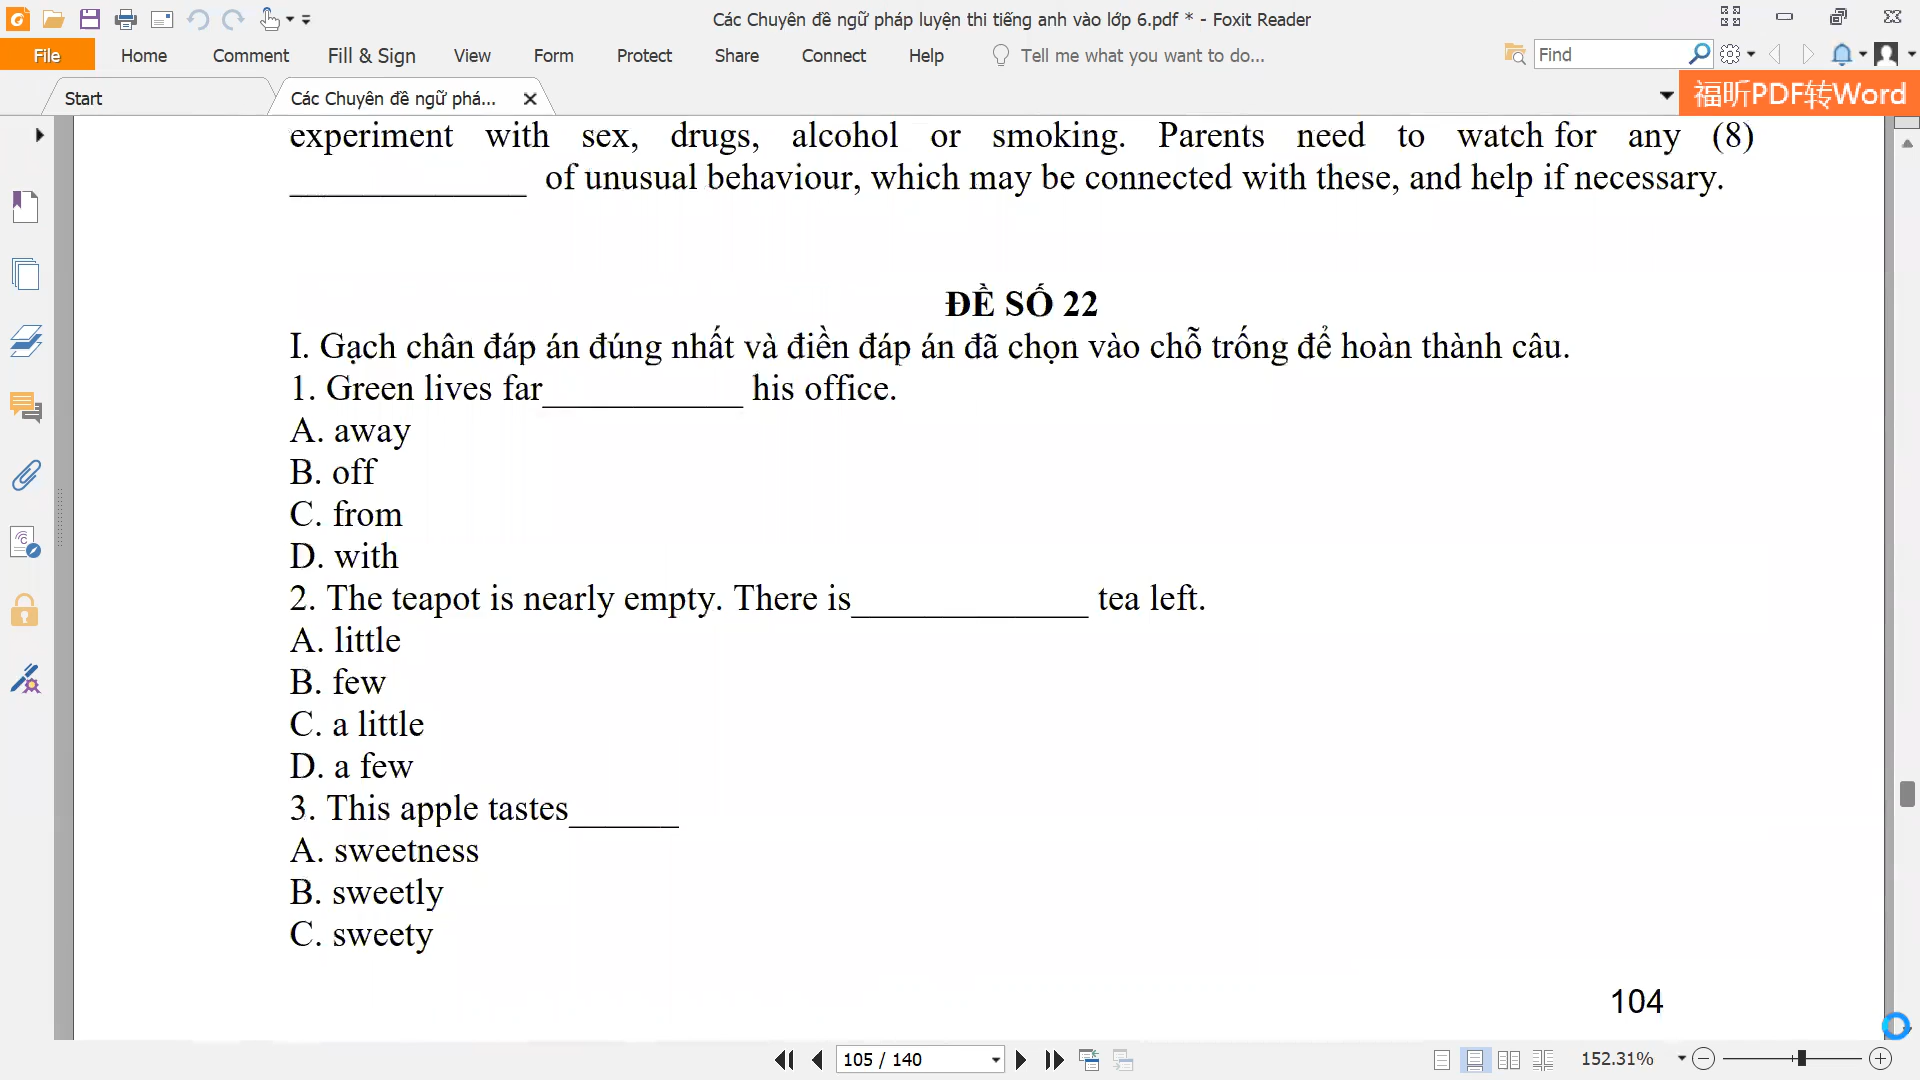 Các Chuyên đề ngữ pháp luyện thi tiếng anh vào lớp 6.pdf * - Foxit Reader
File Home Comment Fill & Sign View Form Protect Share Connect Help Tell me what you want to do... Find
Start Các Chuyên đề ngữ phá... 福昕PDF转Word
experiment with sex, drugs, alcohol or smoking. Parents need to watch for any (8)
_____________ of unusual behaviour, which may be connected with these, and help if necessary.
ĐỀ SỐ 22
I. Gạch chân đáp án đúng nhất và điền đáp án đã chọn vào chỗ trống để hoàn thành câu.
1. Green lives far___________ his office.
A. away
B. off
C. from
D. with
2. The teapot is nearly empty. There is_____________ tea left.
A. little
B. few
C. a little
D. a few
3. This apple tastes______
A. sweetness
B. sweetly
C. sweety
104
105 / 140 152.31%